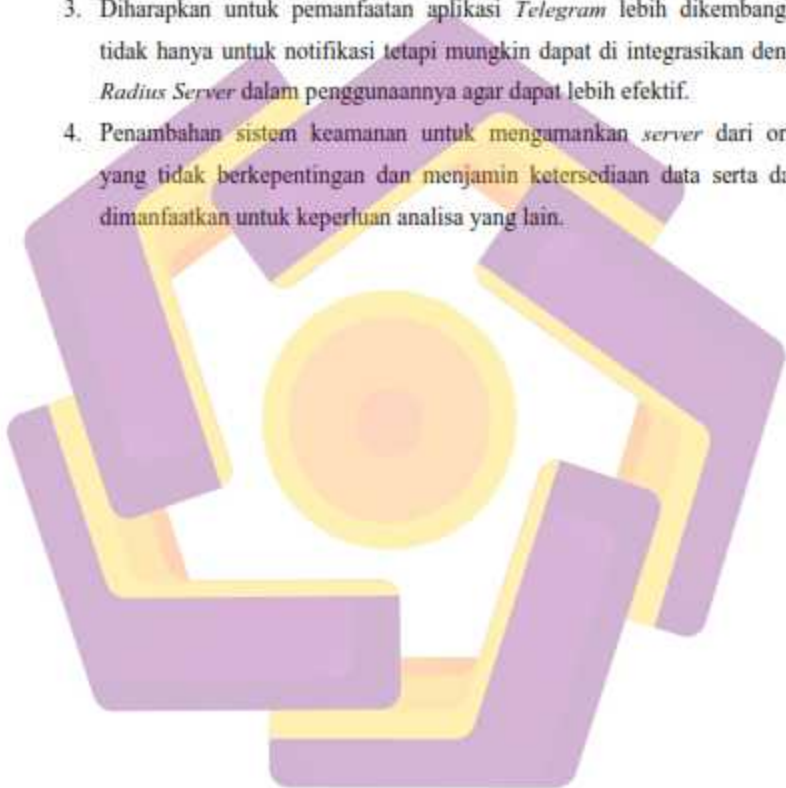 3. Diharapkan untuk pemanfaatan aplikasi Telegram lebih dikembang
tidak hanya untuk notifikasi tetapi mungkin dapat di integrasikan den
Radius Server dalam penggunaannya agar dapat lebih efektif.
4. Penambahan sistem keamanan untuk mengamankan server dari or
yang tidak berkepentingan dan menjamin ketersediaan data serta da
dimanfaatkan untuk keperluan analisa yang lain.